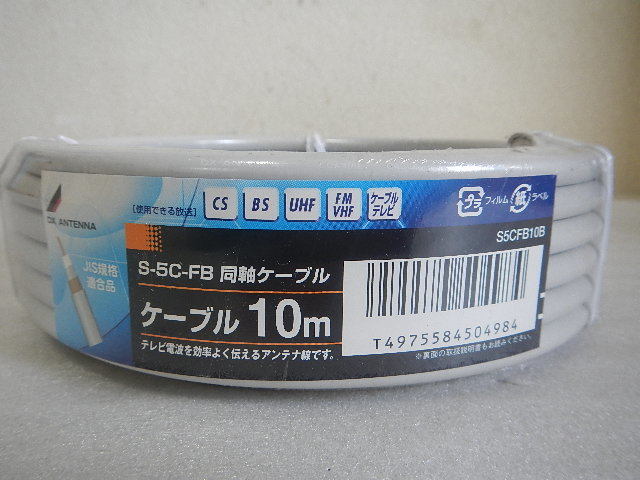 DX ANTENNA
JIS規格
適合品
[使用できる放送]
CS
BS
UHF
FM
VHF
ケーブル
テレビ
プラ
フィルム
紙
ラベル
S5CFB10B
S-5C-FB 同軸ケーブル
ケーブル 10m
テレビ電波を効率よく伝えるアンテナ線です。
T4975584504984
※裏面の取扱説明書もお読みください。